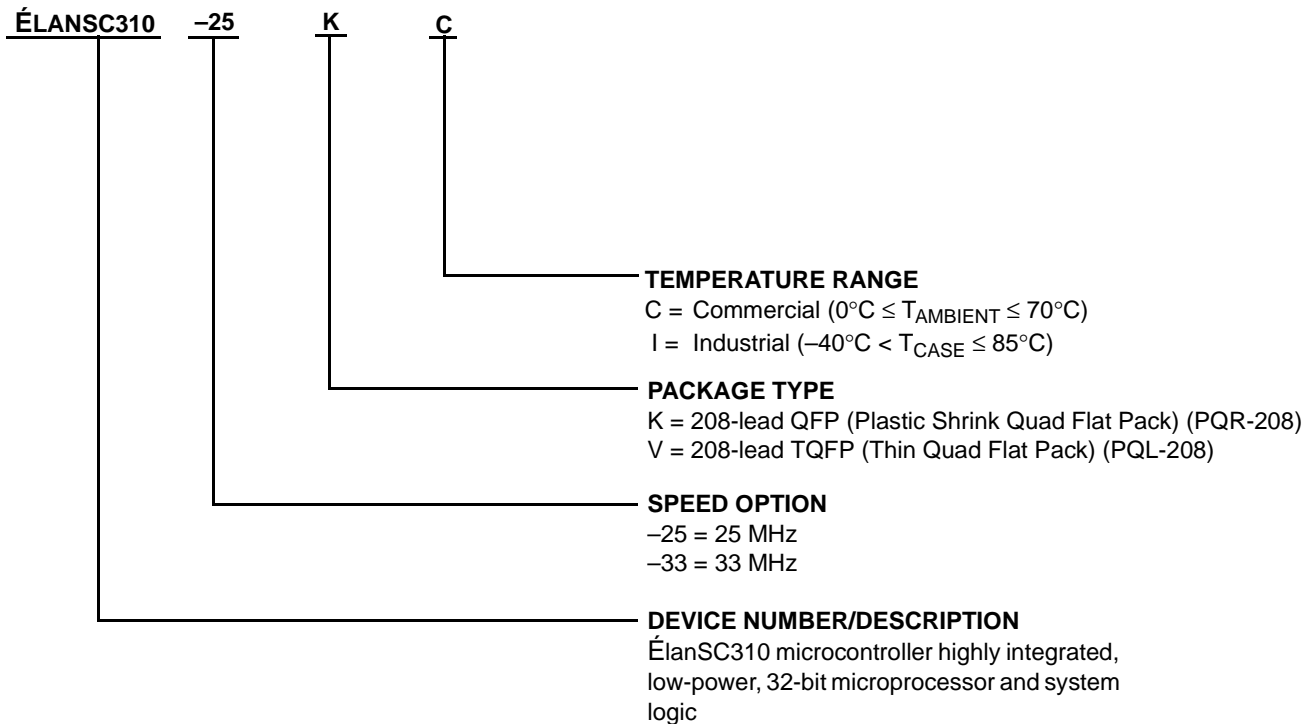 ÉLANSC310 –25 K C
TEMPERATURE RANGE
C = Commercial (0°C ≤ TAMBIENT ≤ 70°C)
I = Industrial (–40°C < TCASE ≤ 85°C)
PACKAGE TYPE
K = 208-lead QFP (Plastic Shrink Quad Flat Pack) (PQR-208)
V = 208-lead TQFP (Thin Quad Flat Pack) (PQL-208)
SPEED OPTION
–25 = 25 MHz
–33 = 33 MHz
DEVICE NUMBER/DESCRIPTION
ÉlanSC310 microcontroller highly integrated,
low-power, 32-bit microprocessor and system
logic